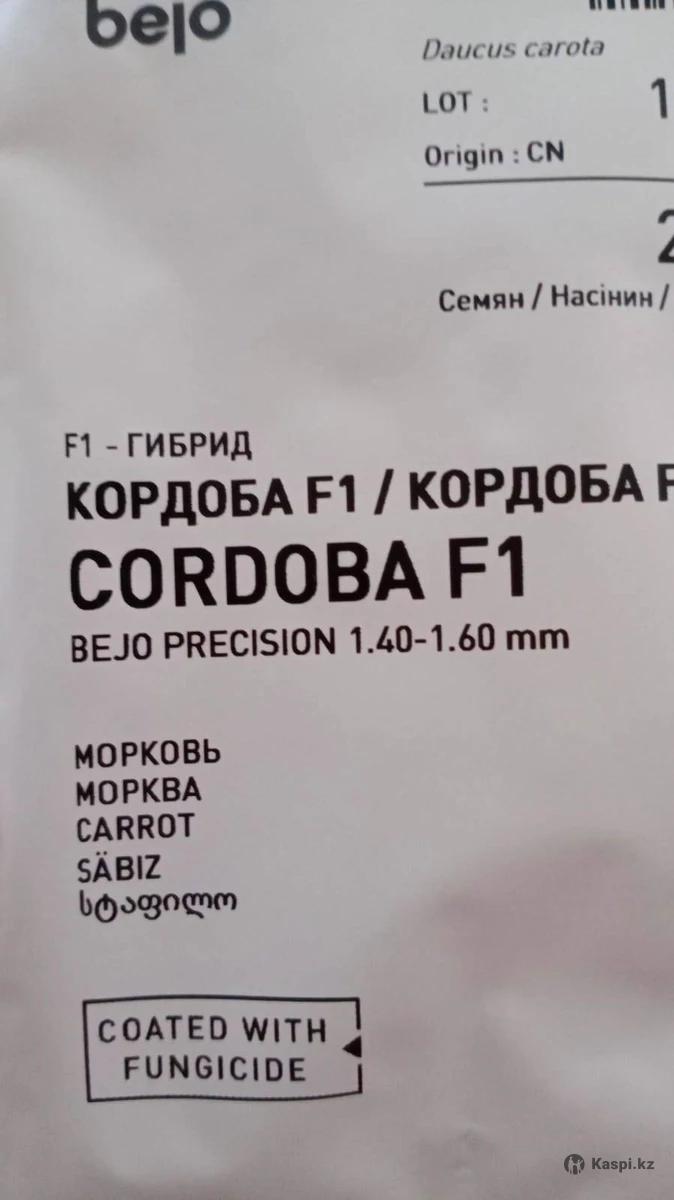 bejo
Daucus carota
LOT : 1
Origin : CN
2
Семян / Насінин /
F1 - ГИБРИД
КОРДОБА F1 / КОРДОБА F
CORDOBA F1
BEJO PRECISION 1.40-1.60 mm
МОРКОВЬ
МОРКВА
CARROT
SÄBIZ
სტაფილო
COATED WITH
FUNGICIDE
Kaspi.kz